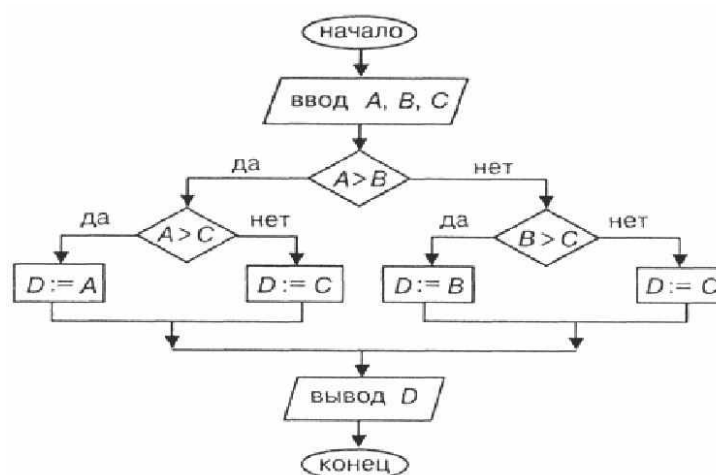 начало
ввод A, B, C
да
A > B
нет
да
A > C
нет
да
B > C
нет
D := A
D := C
D := B
D := C
вывод D
конец